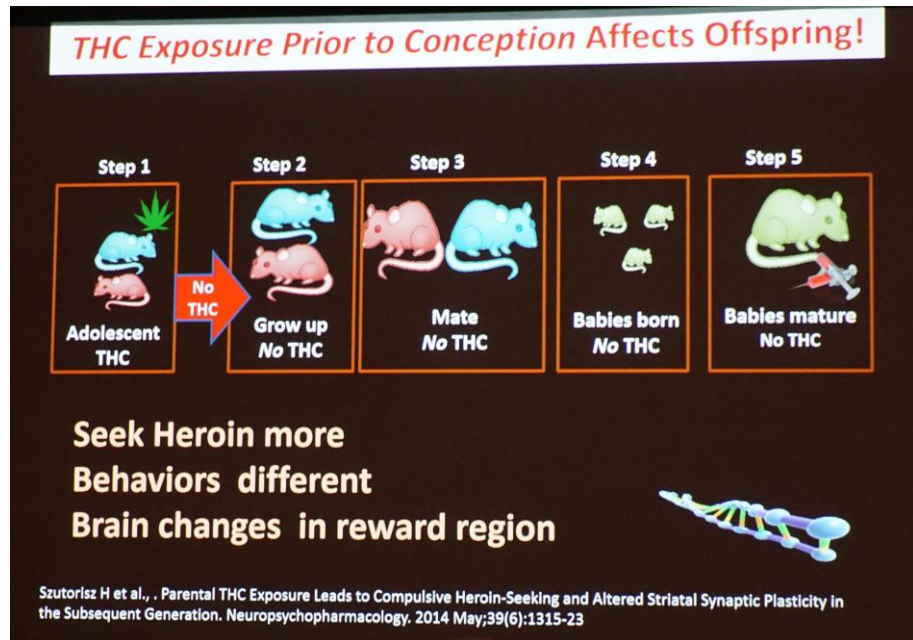 THC Exposure Prior to Conception Affects Offspring!
Step 1
Step 2
Step 3
Step 4
Step 5
No
THC
Adolescent
THC
Grow up
No THC
Mate
No THC
Babies born
No THC
Babies mature
No THC
Seek Heroin more
Behaviors  different
Brain changes  in reward region
Szutorisz H et al., . Parental THC Exposure Leads to Compulsive Heroin-Seeking and Altered Striatal Synaptic Plasticity in
the Subsequent Generation. Neuropsychopharmacology. 2014 May;39(6):1315-23